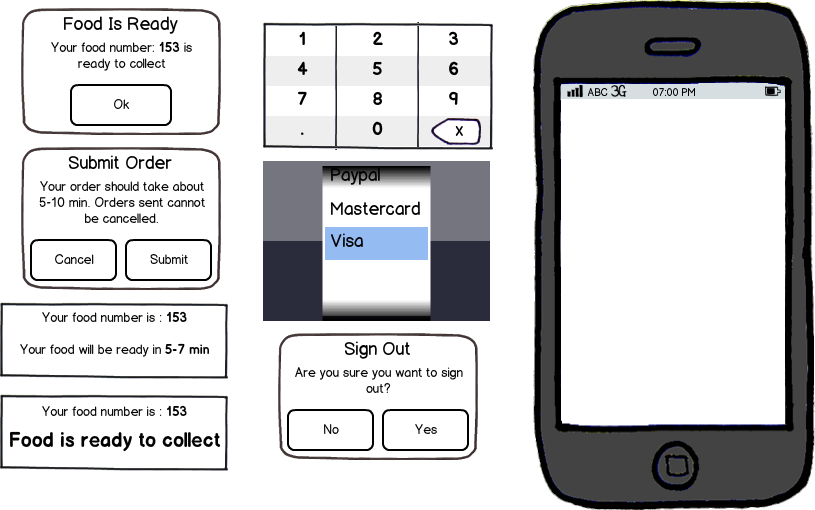 Food Is Ready
Your food number: 153 is
ready to collect
Ok
Submit Order
Your order should take about
5-10 min. Orders sent cannot
be cancelled.
Cancel Submit
Your food number is : 153
Your food will be ready in 5-7 min
Your food number is : 153
Food is ready to collect
1 2 3
4 5 6
7 8 9
. 0 X
Paypal
Mastercard
Visa
Sign Out
Are you sure you want to sign
out?
No Yes
ABC 3G 07:00 PM